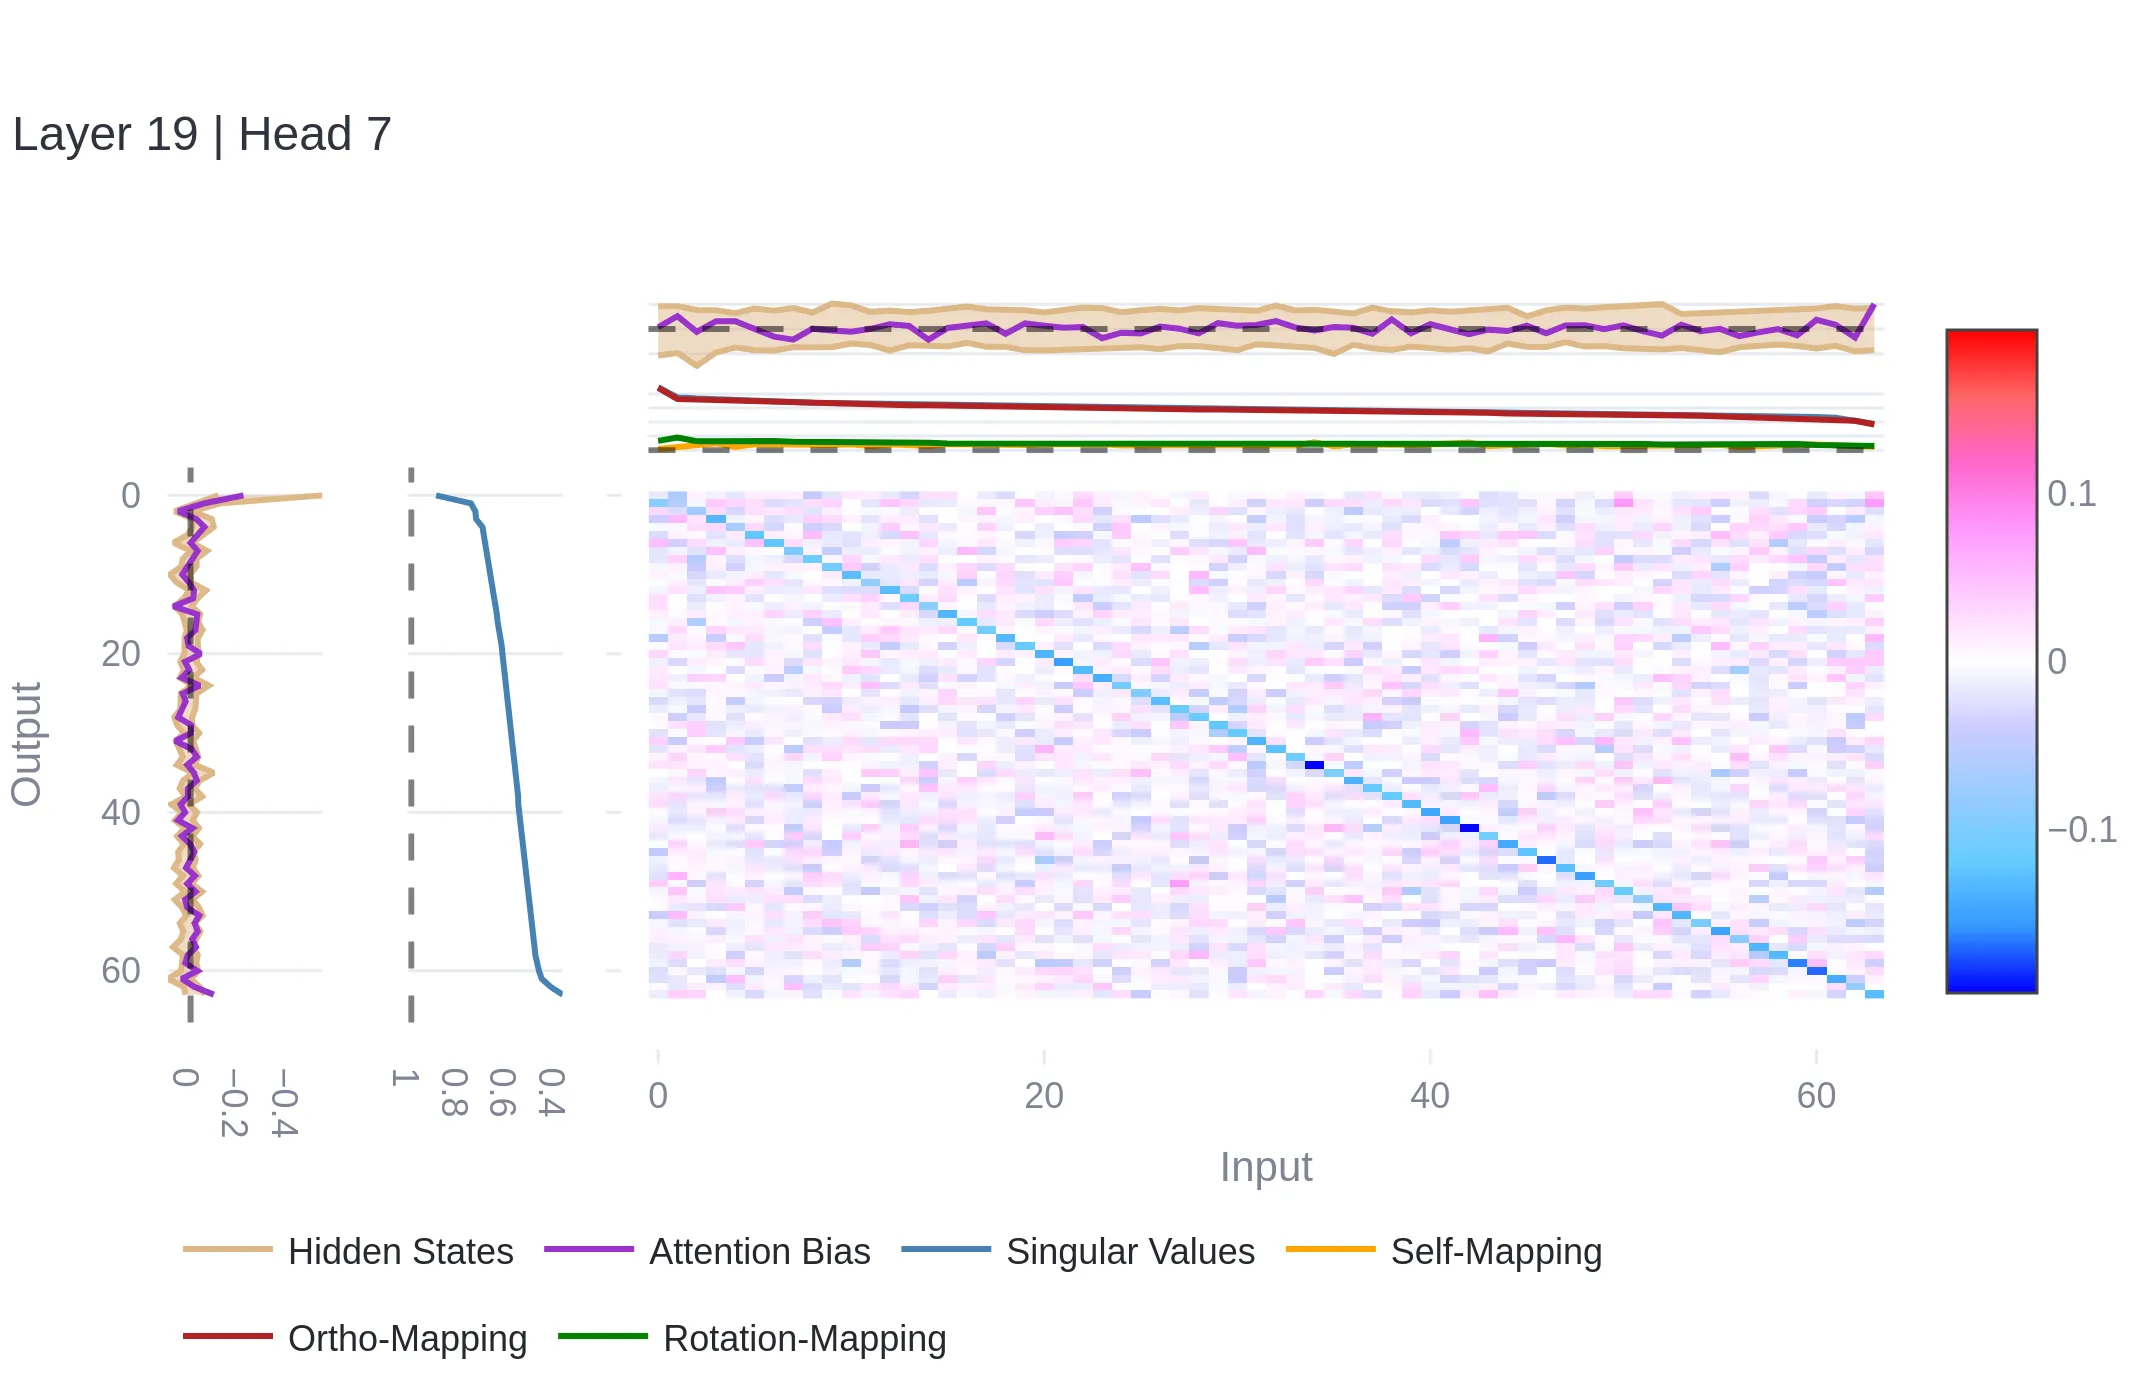 Layer 19 | Head 7
0
20
40
60
Output
0
−0.2
−0.4
1
0.8
0.6
0.4
0
20
40
60
Input
0.1
0
−0.1
Hidden States
Attention Bias
Singular Values
Self-Mapping
Ortho-Mapping
Rotation-Mapping